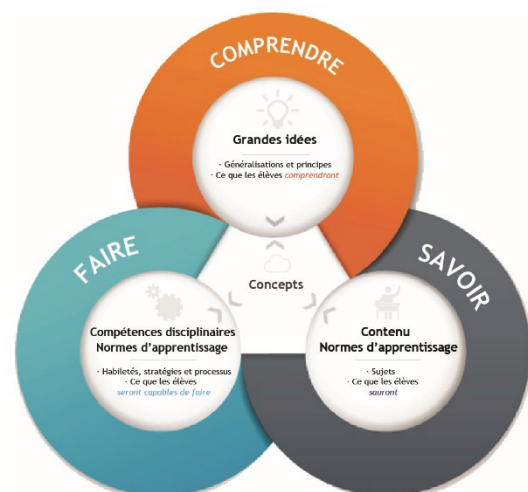 COMPRENDRE
Grandes idées
· Généralisations et principes
· Ce que les élèves comprendront
FAIRE
SAVOIR
Concepts
Compétences disciplinaires
Normes d'apprentissage
· Habiletés, stratégies et processus
· Ce que les élèves
seront capables de faire
Contenu
Normes d'apprentissage
· Sujets
· Ce que les élèves
sauront